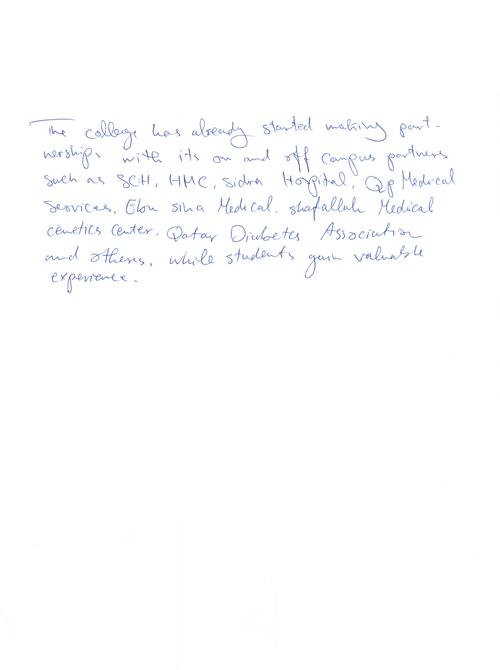 The college has already started making part-
nerships with its on and off campus partners
such as SCH, HMC, Sidra Hospital, Qp Medical
Services, Ebn sina Medical, shafallah Medical
cenetics center, Qatar Diabetes Association
and others, while students gain valuable
experience.